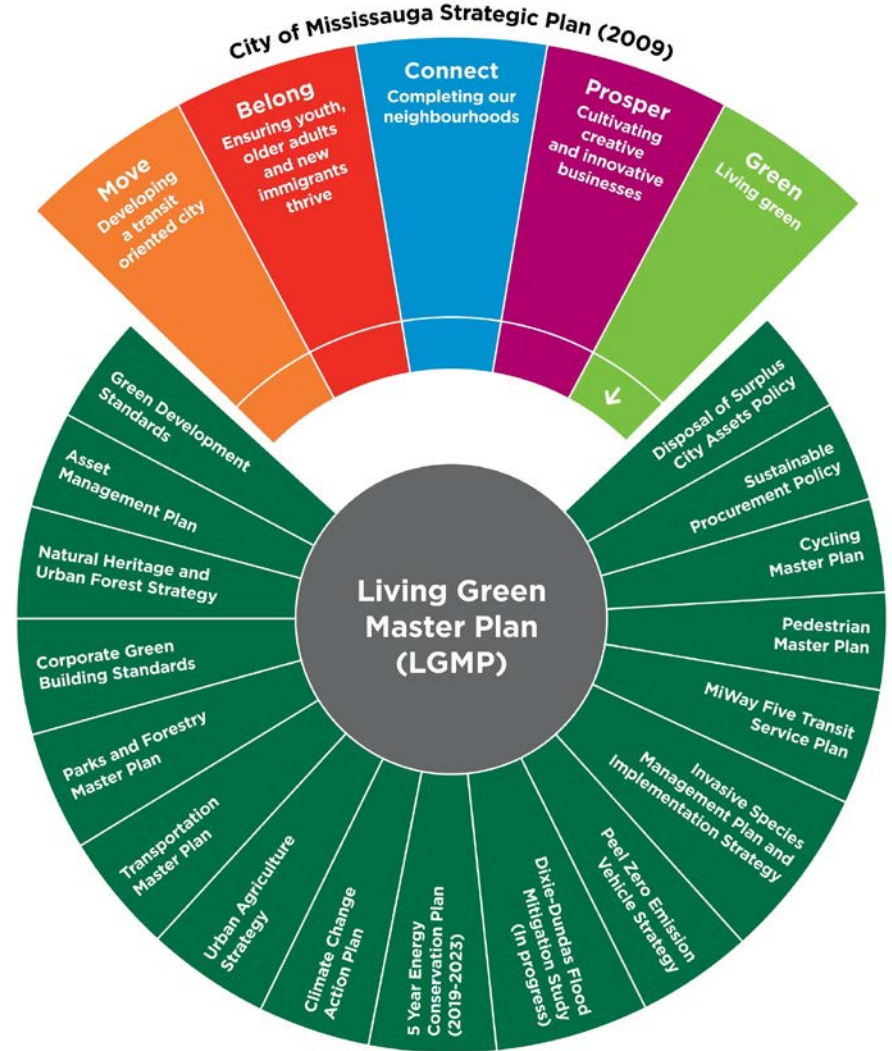 City of Mississauga Strategic Plan (2009)
Move
Developing
a transit
oriented city
Belong
Ensuring youth,
older adults
and new
immigrants
thrive
Connect
Completing our
neighbourhoods
Prosper
Cultivating
creative
and innovative
businesses
Green
Living green
Living Green
Master Plan
(LGMP)
Green Development
Standards
Asset
Management Plan
Natural Heritage and
Urban Forest Strategy
Corporate Green
Building Standards
Parks and Forestry
Master Plan
Transportation
Master Plan
Urban Agriculture
Strategy
Climate Change
Action Plan
5 Year Energy
Conservation Plan
(2019-2023)
Dixie-Dundas Flood
Mitigation Study
(In progress)
Peel Zero Emission
Vehicle Strategy
Invasive Species
Management Plan and
Implementation Strategy
MiWay Five Transit
Service Plan
Pedestrian
Master Plan
Cycling
Master Plan
Sustainable
Procurement Policy
Disposal of Surplus
City Assets Policy